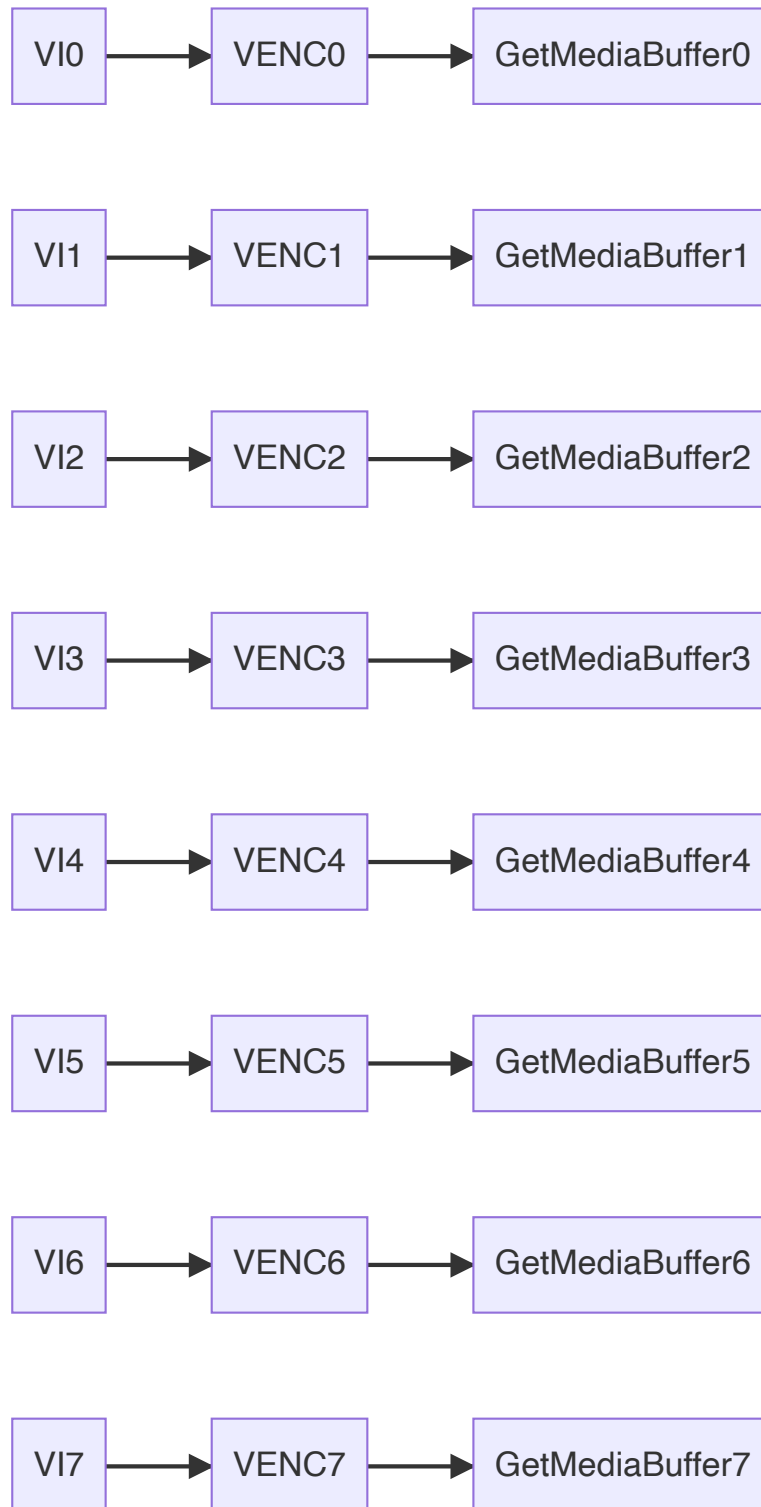 VI0 VENC0 GetMediaBuffer0
VI1 VENC1 GetMediaBuffer1
VI2 VENC2 GetMediaBuffer2
VI3 VENC3 GetMediaBuffer3
VI4 VENC4 GetMediaBuffer4
VI5 VENC5 GetMediaBuffer5
VI6 VENC6 GetMediaBuffer6
VI7 VENC7 GetMediaBuffer7